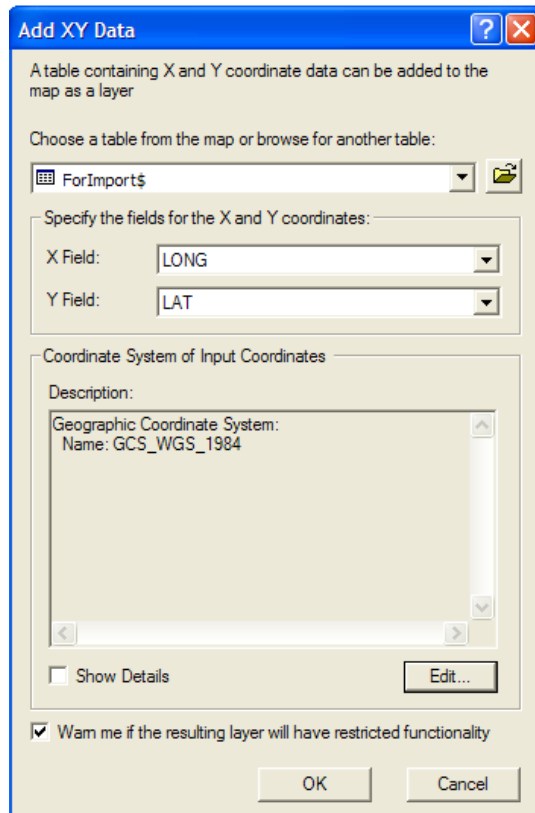 Add XY Data
A table containing X and Y coordinate data can be added to the
map as a layer
Choose a table from the map or browse for another table:
ForImport$
Specify the fields for the X and Y coordinates:
X Field:
LONG
Y Field:
LAT
Coordinate System of Input Coordinates
Description:
Geographic Coordinate System:
Name: GCS_WGS_1984
Show Details
Edit...
Warn me if the resulting layer will have restricted functionality
OK
Cancel